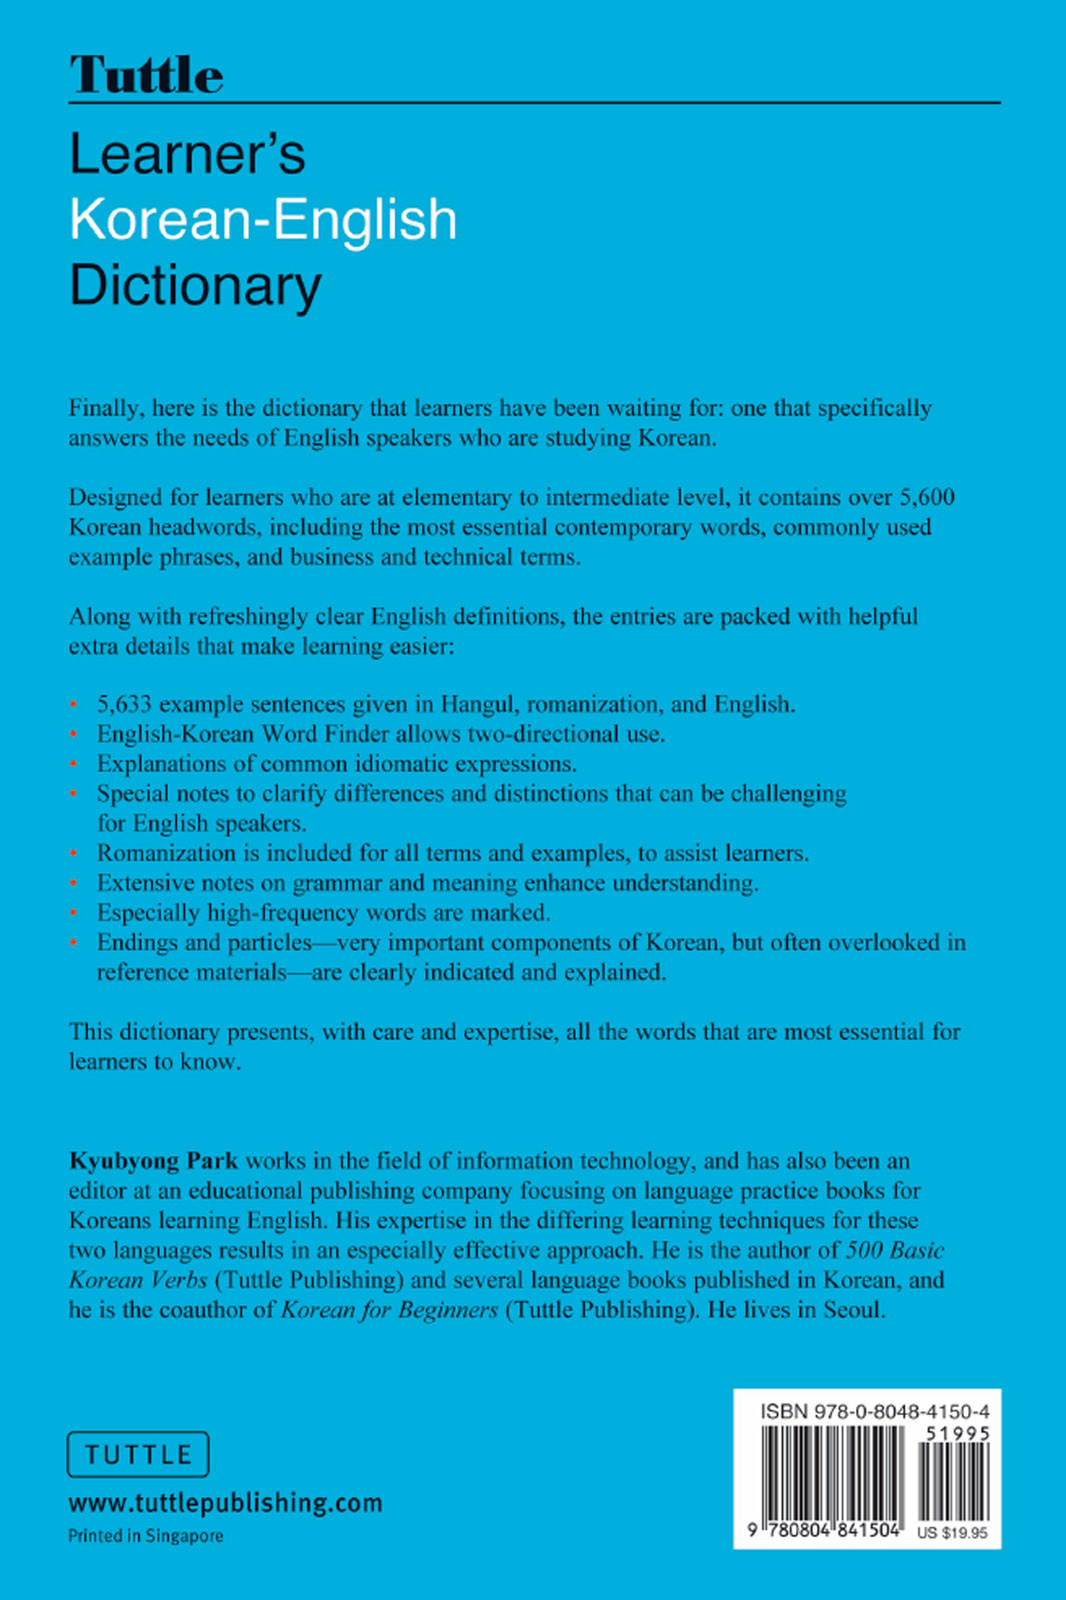 Tuttle
Learner’s
Korean-English
Dictionary
Finally, here is the dictionary that learners have been waiting for: one that specifically
answers the needs of English speakers who are studying Korean.
Designed for learners who are at elementary to intermediate level, it contains over 5,600
Korean headwords, including the most essential contemporary words, commonly used
example phrases, and business and technical terms.
Along with refreshingly clear English definitions, the entries are packed with helpful
extra details that make learning easier:
• 5,633 example sentences given in Hangul, romanization, and English.
• English-Korean Word Finder allows two-directional use.
• Explanations of common idiomatic expressions.
• Special notes to clarify differences and distinctions that can be challenging
for English speakers.
• Romanization is included for all terms and examples, to assist learners.
• Extensive notes on grammar and meaning enhance understanding.
• Especially high-frequency words are marked.
• Endings and particles—very important components of Korean, but often overlooked in
reference materials—are clearly indicated and explained.
This dictionary presents, with care and expertise, all the words that are most essential for
learners to know.
Kyubyong Park works in the field of information technology, and has also been an
editor at an educational publishing company focusing on language practice books for
Koreans learning English. His expertise in the differing learning techniques for these
two languages results in an especially effective approach. He is the author of 500 Basic
Korean Verbs (Tuttle Publishing) and several language books published in Korean, and
he is the coauthor of Korean for Beginners (Tuttle Publishing). He lives in Seoul.
TUTTLE
www.tuttlepublishing.com
Printed in Singapore
ISBN 978-0-8048-4150-4
51995
9 780804 841504
US $19.95